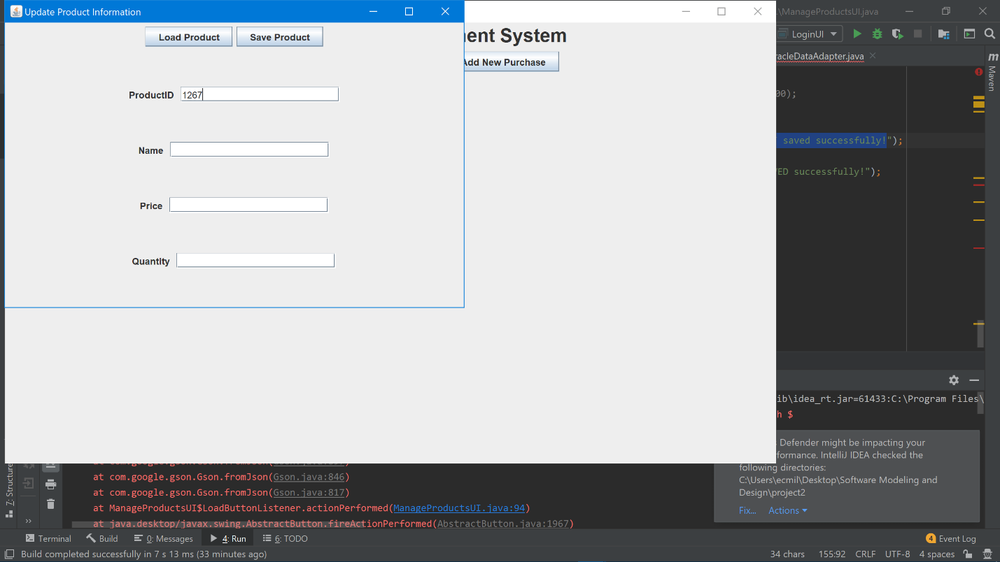 Update Product Information
Load Product
Save Product
ProductID 1267
Name
Price
Quantity
ent System
Add New Purchase
\ManageProductsUI.java
LoginUI
racleDataAdapter.java
m
Maven
00);
saved successfully!");
VED successfully!");
ib\idea_rt.jar=61433:C:\Program Files\
h $
Defender might be impacting your
formance. IntelliJ IDEA checked the
following directories:
C:\Users\ecmil\Desktop\Software Modeling and
Design\project2
Fix... Actions
at com.google.gson.Gson.fromJson(Gson.java:846)
at com.google.gson.Gson.fromJson(Gson.java:817)
at ManageProductsUI$LoadButtonListener.actionPerformed(ManageProductsUI.java:94)
at java.desktop/javax.swing.AbstractButton.fireActionPerformed(AbstractButton.java:1967)
Z: Structure
Terminal Build 0: Messages 4: Run 6: TODO 4 Event Log
Build completed successfully in 7 s 13 ms (33 minutes ago) 34 chars 155:92 CRLF UTF-8 4 spaces